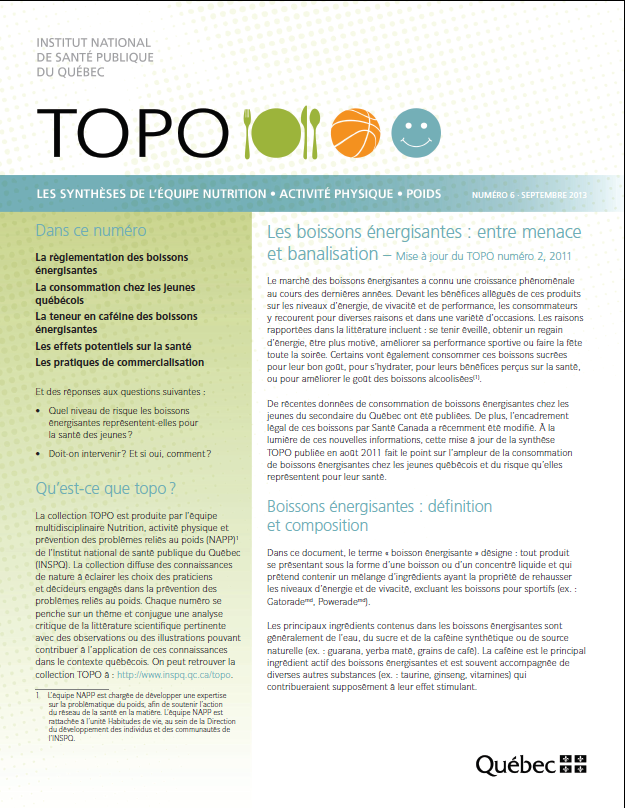 INSTITUT NATIONAL
DE SANTÉ PUBLIQUE
DU QUÉBEC
TOPO
LES SYNTHÈSES DE L'ÉQUIPE NUTRITION • ACTIVITÉ PHYSIQUE • POIDS
NUMÉRO 6 - SEPTEMBRE 2013
Dans ce numéro
La règlementation des boissons
énergisantes
La consommation chez les jeunes
québécois
La teneur en caféine des boissons
énergisantes
Les effets potentiels sur la santé
Les pratiques de commercialisation
Et des réponses aux questions suivantes :
• Quel niveau de risque les boissons
énergisantes représentent-elles pour
la santé des jeunes ?
• Doit-on intervenir ? Et si oui, comment ?
Qu'est-ce que topo ?
La collection TOPO est produite par l'équipe
multidisciplinaire Nutrition, activité physique et
prévention des problèmes reliés au poids (NAPP)1
de l'Institut national de santé publique du Québec
(INSPQ). La collection diffuse des connaissances
de nature à éclairer les choix des praticiens
et décideurs engagés dans la prévention des
problèmes reliés au poids. Chaque numéro se
penche sur un thème et conjugue une analyse
critique de la littérature scientifique pertinente
avec des observations ou des illustrations pouvant
contribuer à l'application de ces connaissances
dans le contexte québécois. On peut retrouver la
collection TOPO à : http://www.inspq.qc.ca/topo.
1 L'équipe NAPP est chargée de développer une expertise
sur la problématique du poids, afin de soutenir l'action
du réseau de la santé en la matière. L'équipe NAPP est
rattachée à l'unité Habitudes de vie, au sein de la Direction
du développement des individus et des communautés de
l'INSPQ.
Les boissons énergisantes : entre menace
et banalisation – Mise à jour du TOPO numéro 2, 2011
Le marché des boissons énergisantes a connu une croissance phénoménale
au cours des dernières années. Devant les bénéfices allégués de ces produits
sur les niveaux d'énergie, de vivacité et de performance, les consommateurs
y recourent pour diverses raisons et dans une variété d'occasions. Les raisons
rapportées dans la littérature incluent : se tenir éveillé, obtenir un regain
d'énergie, être plus motivé, améliorer sa performance sportive ou faire la fête
toute la soirée. Certains vont également consommer ces boissons sucrées
pour leur bon goût, pour s'hydrater, pour leurs bénéfices perçus sur la santé,
ou pour améliorer le goût des boissons alcoolisées(1).
De récentes données de consommation de boissons énergisantes chez les
jeunes du secondaire du Québec ont été publiées. De plus, l'encadrement
légal de ces boissons par Santé Canada a récemment été modifié. À la
lumière de ces nouvelles informations, cette mise à jour de la synthèse
TOPO publiée en août 2011 fait le point sur l'ampleur de la consommation
de boissons énergisantes chez les jeunes québécois et du risque qu'elles
représentent pour leur santé.
Boissons énergisantes : définition
et composition
Dans ce document, le terme « boisson énergisante » désigne : tout produit
se présentant sous la forme d'une boisson ou d'un concentré liquide et qui
prétend contenir un mélange d'ingrédients ayant la propriété de rehausser
les niveaux d'énergie et de vivacité, excluant les boissons pour sportifs (ex. :
Gatorademd, Powerademd).
Les principaux ingrédients contenus dans les boissons énergisantes sont
généralement de l'eau, du sucre et de la caféine synthétique ou de source
naturelle (ex. : guarana, yerba maté, grains de café). La caféine est le principal
ingrédient actif des boissons énergisantes et est souvent accompagnée de
diverses autres substances (ex. : taurine, ginseng, vitamines) qui
contribueraient supposément à leur effet stimulant.
Québec